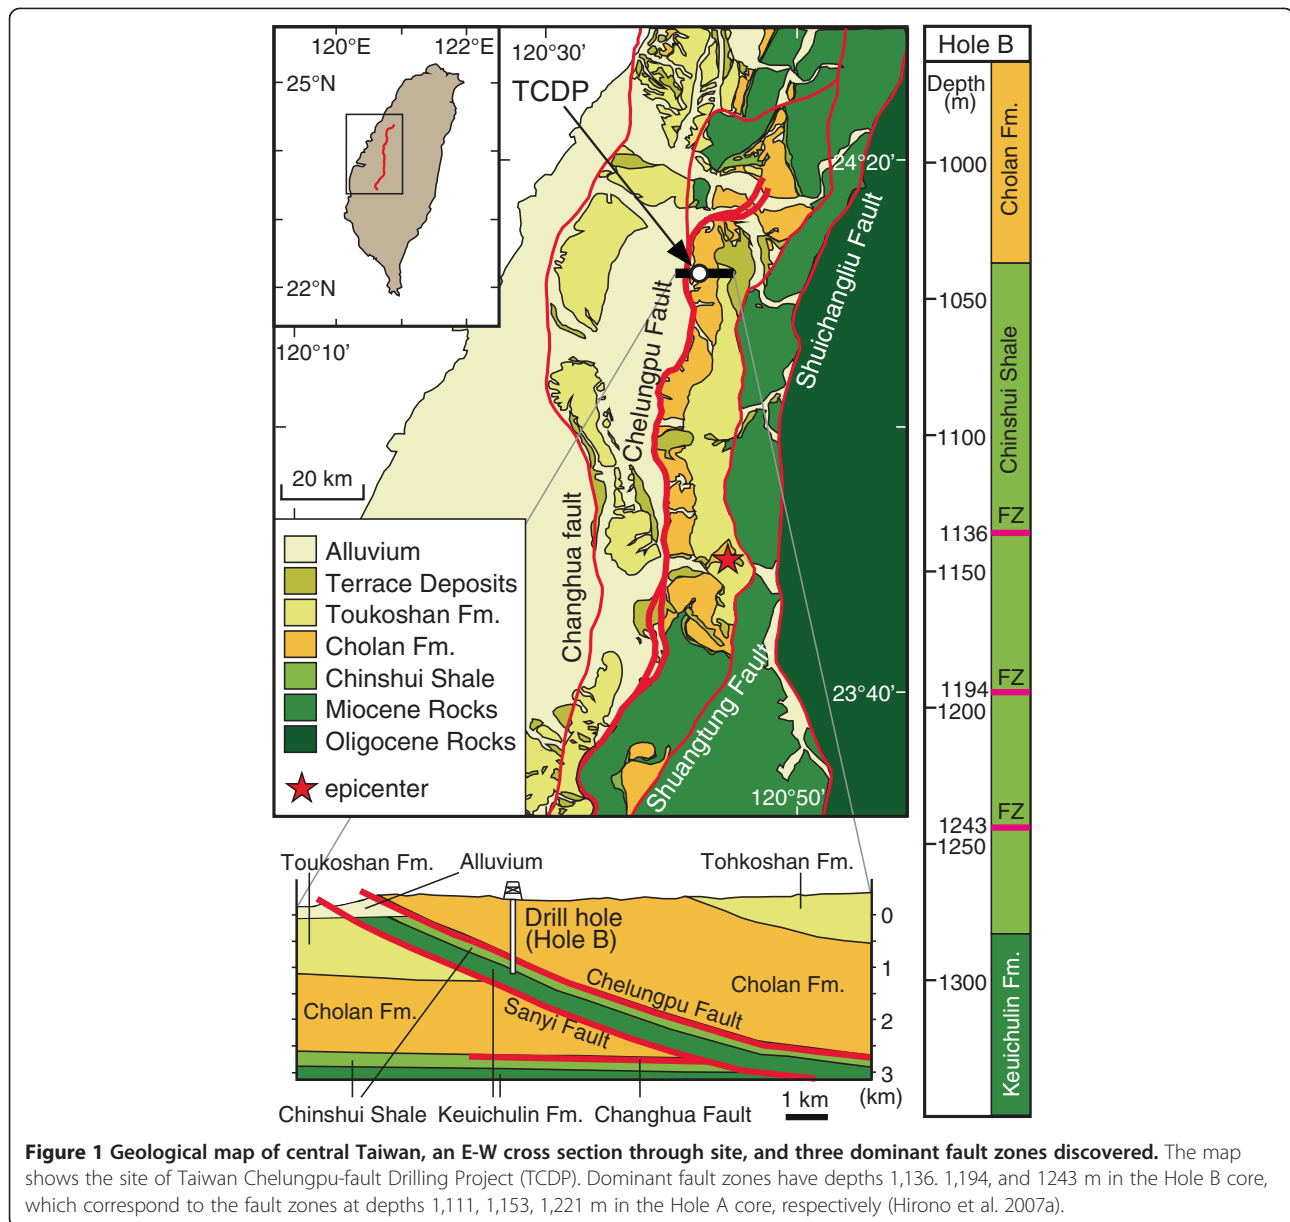 120°E
122°E
25°N
22°N
120°30'
TCDP
24°20'
120°10'
Chelungpu Fault
Shuichangliu Fault
20 km
Changhua fault
Alluvium
Terrace Deposits
Toukoshan Fm.
Cholan Fm.
Chinshui Shale
Miocene Rocks
Oligocene Rocks
epicenter
23°40'
Shuangtung Fault
120°50'
Hole B
Depth
(m)
1000
1050
1100
1136
1150
1194
1200
1243
1250
1300
Cholan Fm.
Chinshui Shale
FZ
FZ
FZ
Keuichulin Fm.
Toukoshan Fm.
Alluvium
Tohkoshan Fm.
Drill hole
(Hole B)
0
1
2
3
(km)
Chelungpu Fault
Cholan Fm.
Cholan Fm.
Sanyi Fault
Chinshui Shale
Keuichulin Fm.
Changhua Fault
1 km
Figure 1 Geological map of central Taiwan, an E-W cross section through site, and three dominant fault zones discovered. The map
shows the site of Taiwan Chelungpu-fault Drilling Project (TCDP). Dominant fault zones have depths 1,136. 1,194, and 1243 m in the Hole B core,
which correspond to the fault zones at depths 1,111, 1,153, 1,221 m in the Hole A core, respectively (Hirono et al. 2007a).